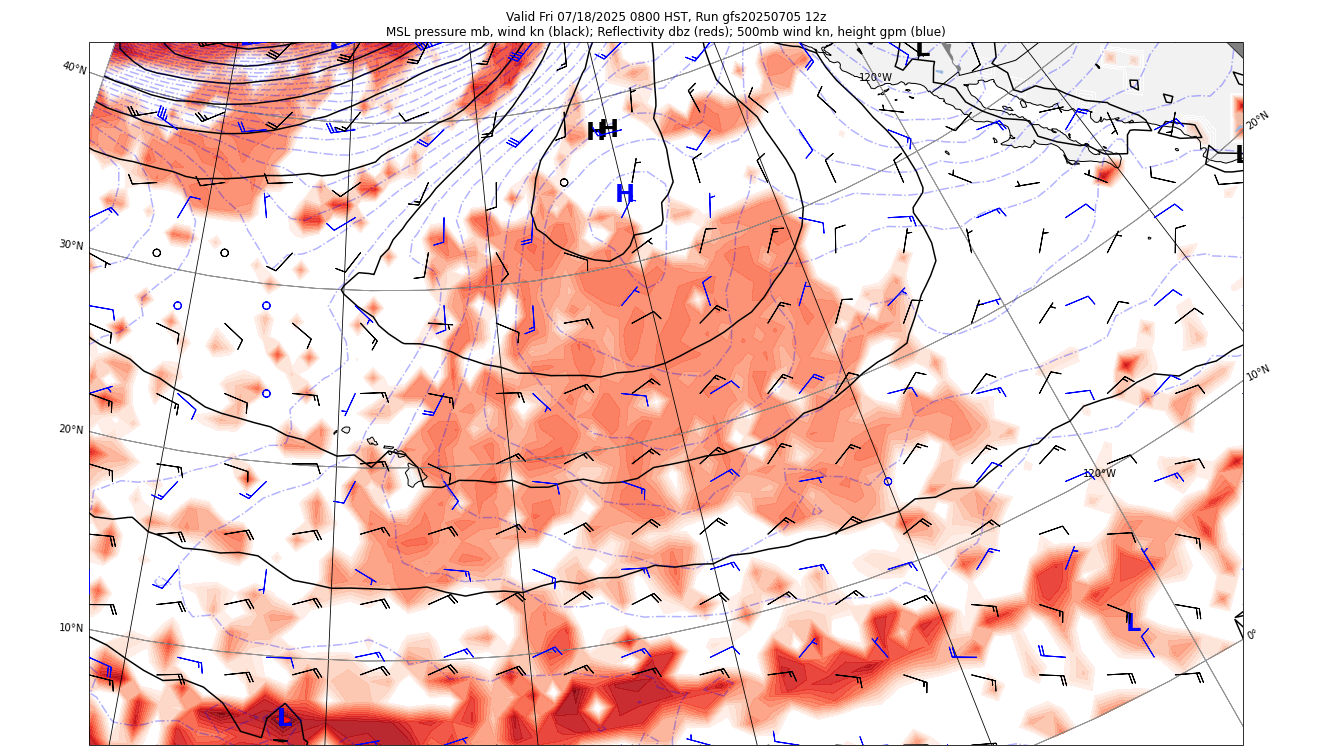 Valid Fri 07/18/2025 0800 HST, Run gfs20250705 12z
MSL pressure mb, wind kn (black); Reflectivity dbz (reds); 500mb wind kn, height gpm (blue)
L
40°N
120°W
20°N
H H
L
H
30°N
10°N
20°N
120°W
10°N
L
0°
L